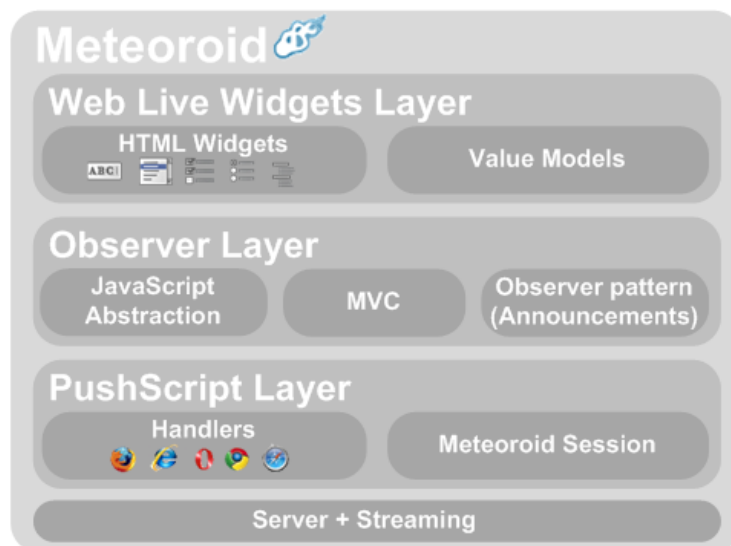 Meteoroid
Web Live Widgets Layer
HTML Widgets
ABC
Value Models
Observer Layer
JavaScript
Abstraction
MVC
Observer pattern
(Announcements)
PushScript Layer
Handlers
Meteoroid Session
Server + Streaming